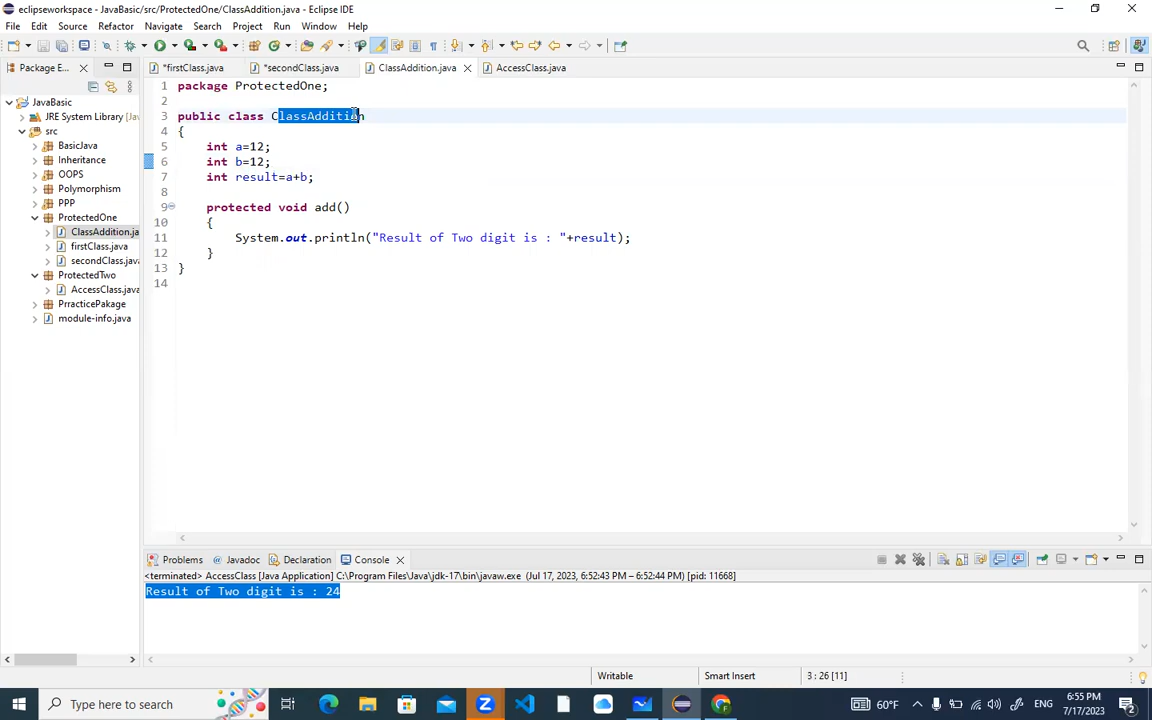 eclipseworkspace - JavaBasic/src/ProtectedOne/ClassAddition.java - Eclipse IDE
File Edit Source Refactor Navigate Search Project Run Window Help
Package E...
*firstClass.java
*secondClass.java
ClassAddition.java
AccessClass.java
JavaBasic
JRE System Library [Jav
src
BasicJava
Inheritance
OOPS
Polymorphism
PPP
ProtectedOne
ClassAddition.ja
firstClass.java
secondClass.java
ProtectedTwo
AccessClass.java
PrracticePakage
module-info.java
1 package ProtectedOne;
2
3 public class ClassAddition
4 {
5 int a=12;
6 int b=12;
7 int result=a+b;
8
9 protected void add()
10 {
11 System.out.println("Result of Two digit is : "+result);
12 }
13 }
14
Problems
Javadoc
Declaration
Console
<terminated> AccessClass [Java Application] C:\Program Files\Java\jdk-17\bin\javaw.exe (Jul 17, 2023, 6:52:43 PM – 6:52:44 PM) [pid: 11668]
Result of Two digit is : 24
Writable
Smart Insert
3 : 26 [11]
Type here to search
60°F
ENG
6:55 PM
7/17/2023
2